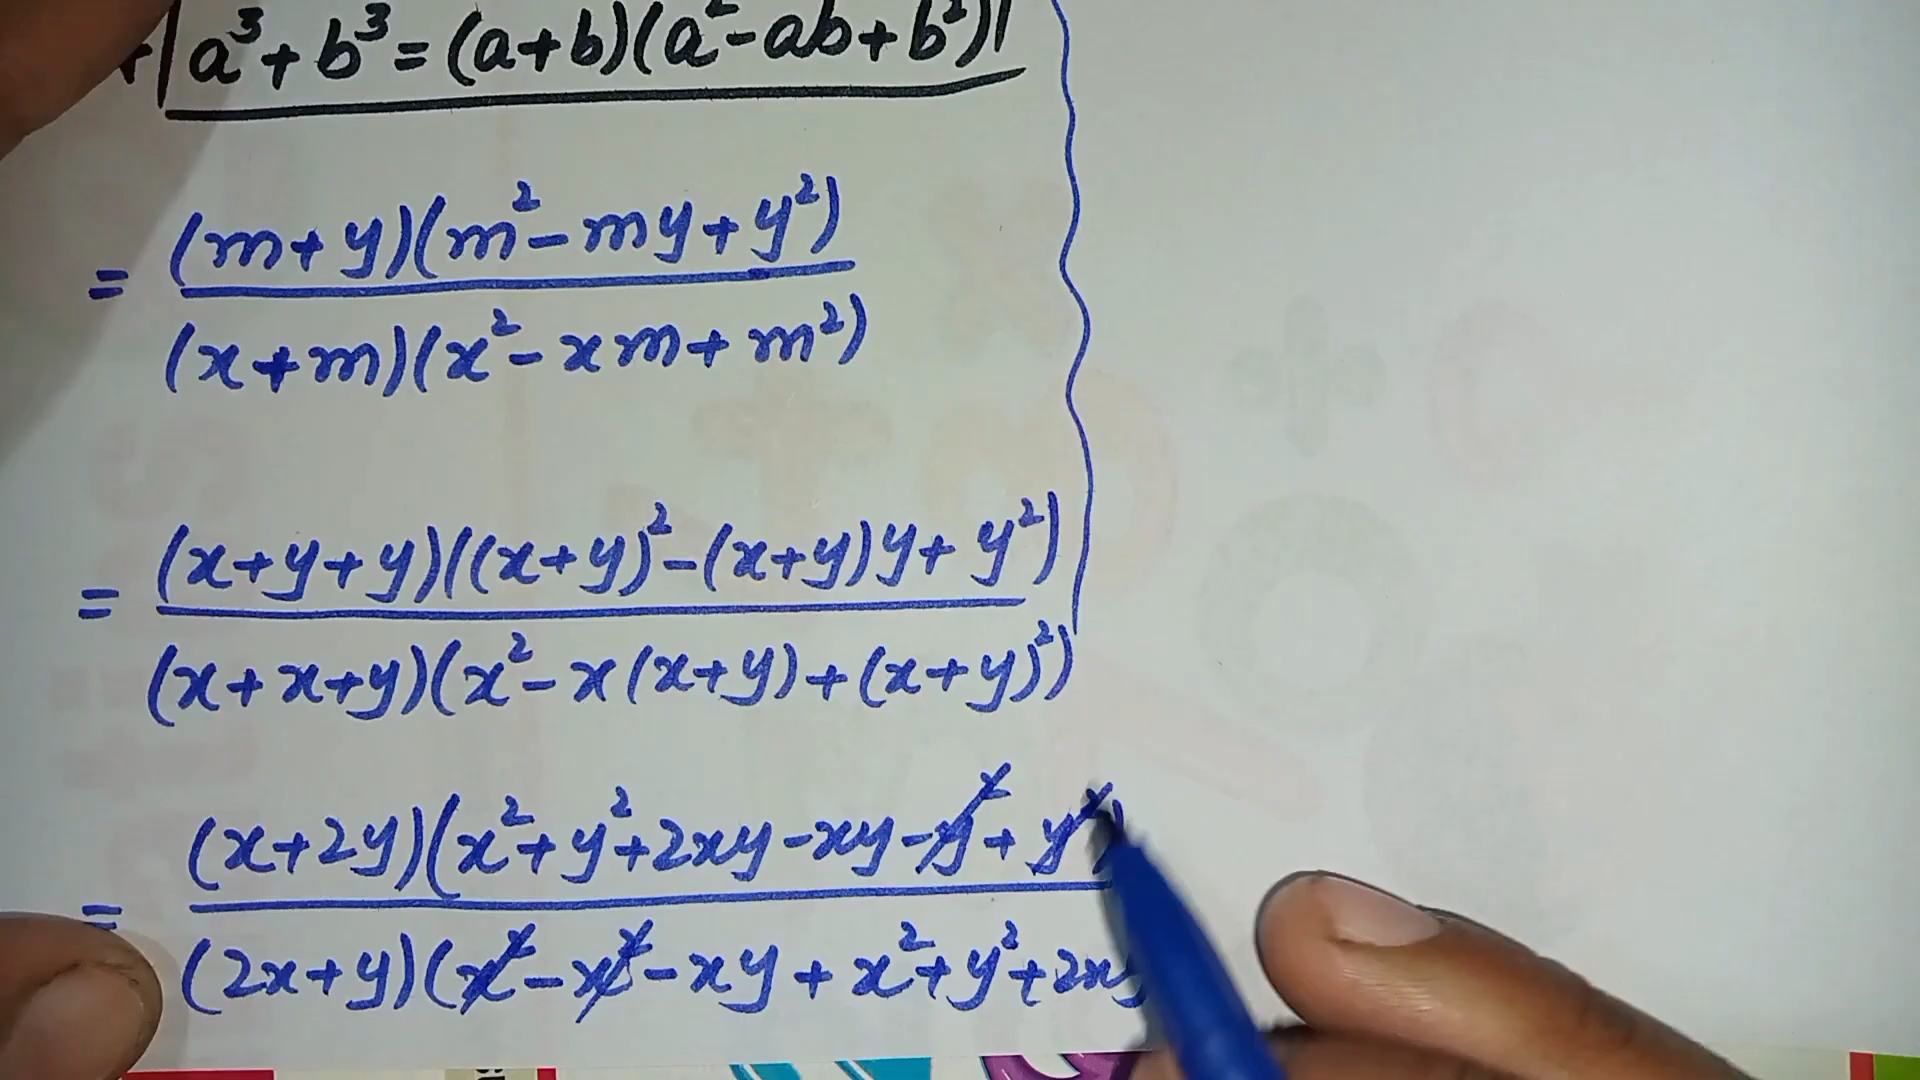 a³+b³=(a+b)(a²-ab+b²)
= (m+y)(m²-my+y²)
(x+m)(x²-xm+m²)
= (x+y+y)((x+y)²-(x+y)y+y²)
(x+x+y)(x²-x(x+y)+(x+y)²)
= (x+2y)(x²+y²+2xy-xy-y²+y²)
(2x+y)(x²-x²-xy+x²+y²+2xy